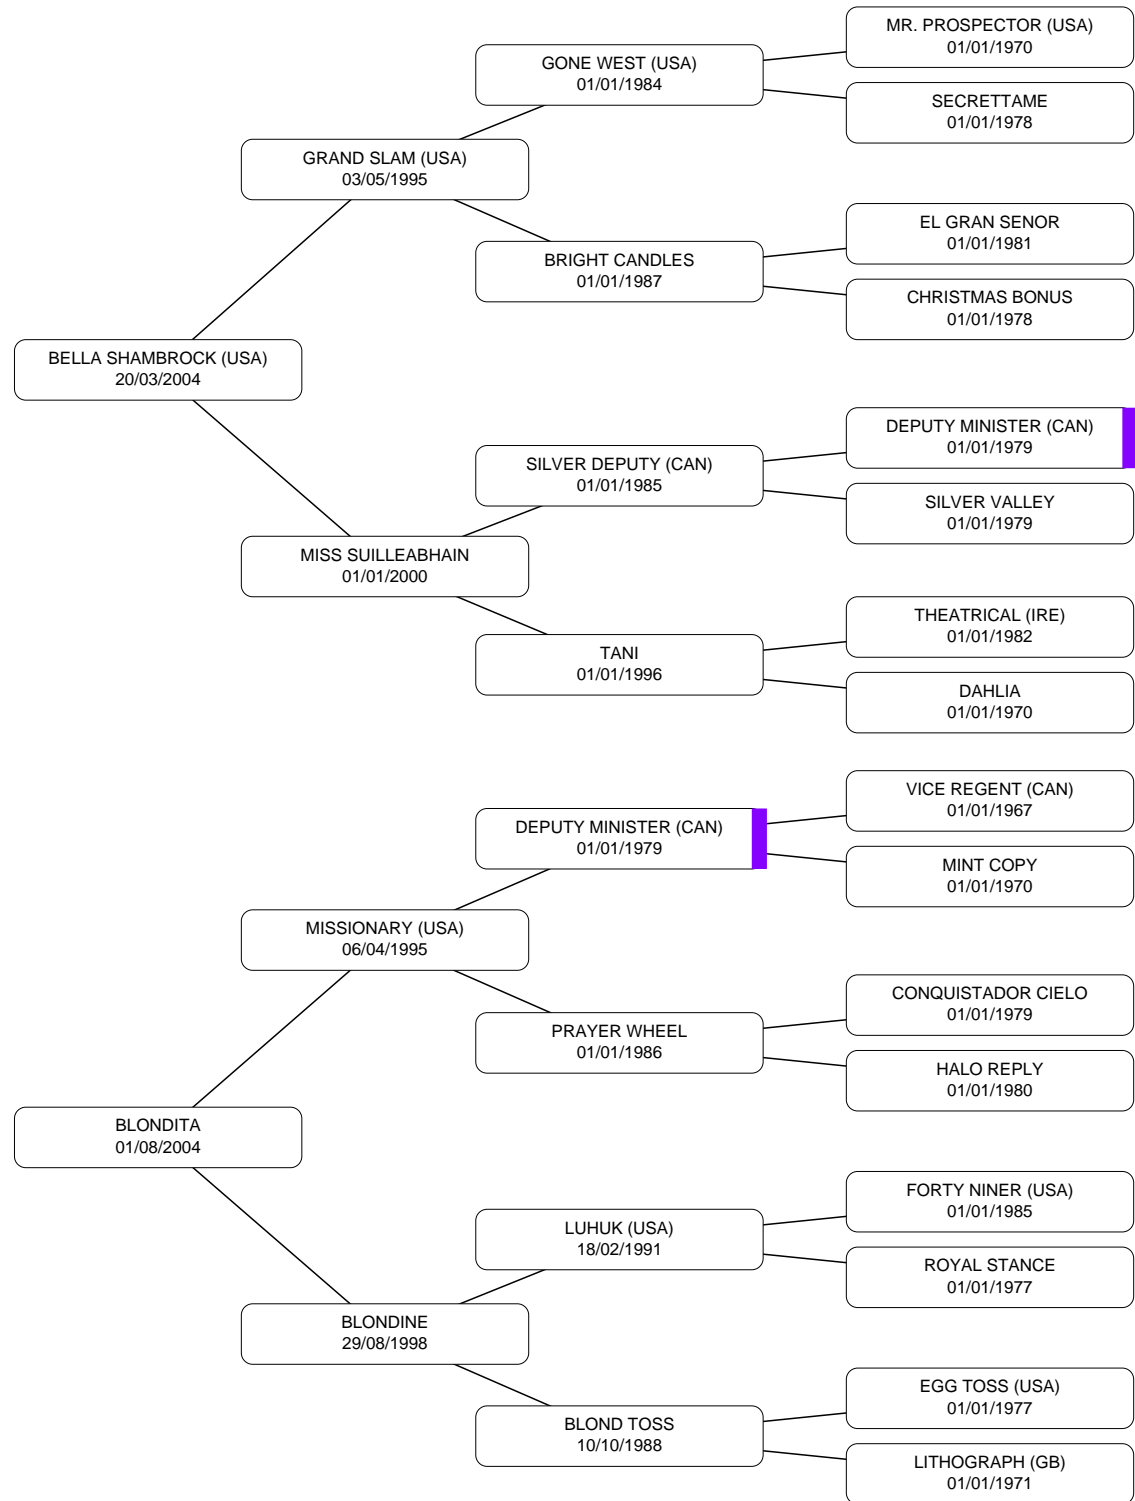 MR. PROSPECTOR (USA)
01/01/1970
GONE WEST (USA)
01/01/1984
SECRETTAME
01/01/1978
GRAND SLAM (USA)
03/05/1995
EL GRAN SENOR
01/01/1981
BRIGHT CANDLES
01/01/1987
CHRISTMAS BONUS
01/01/1978
BELLA SHAMBROCK (USA)
20/03/2004
DEPUTY MINISTER (CAN)
01/01/1979
SILVER DEPUTY (CAN)
01/01/1985
SILVER VALLEY
01/01/1979
MISS SUILLEABHAIN
01/01/2000
THEATRICAL (IRE)
01/01/1982
TANI
01/01/1996
DAHLIA
01/01/1970
VICE REGENT (CAN)
01/01/1967
DEPUTY MINISTER (CAN)
01/01/1979
MINT COPY
01/01/1970
MISSIONARY (USA)
06/04/1995
CONQUISTADOR CIELO
01/01/1979
PRAYER WHEEL
01/01/1986
HALO REPLY
01/01/1980
BLONDITA
01/08/2004
FORTY NINER (USA)
01/01/1985
LUHUK (USA)
18/02/1991
ROYAL STANCE
01/01/1977
BLONDINE
29/08/1998
EGG TOSS (USA)
01/01/1977
BLOND TOSS
10/10/1988
LITHOGRAPH (GB)
01/01/1971